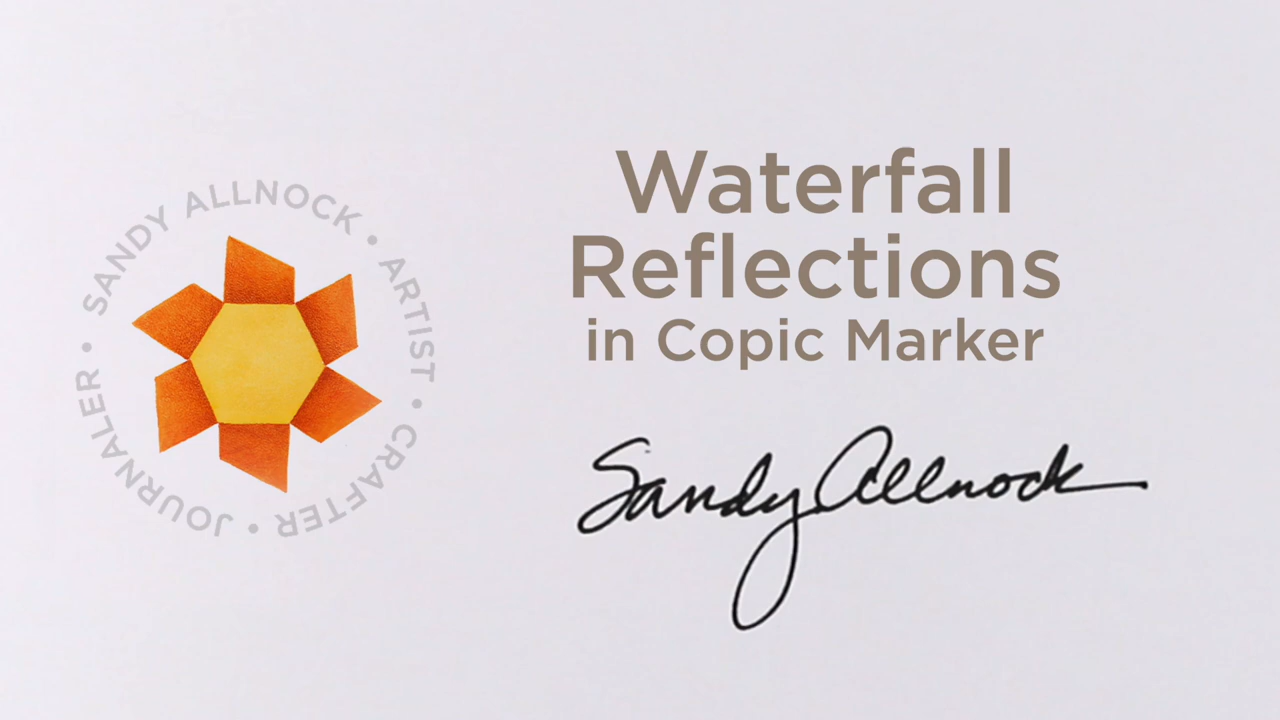 SANDY ALLNOCK • ARTIST • CRAFTER • JOURNALER •
Waterfall
Reflections
in Copic Marker
Sandy Allnock